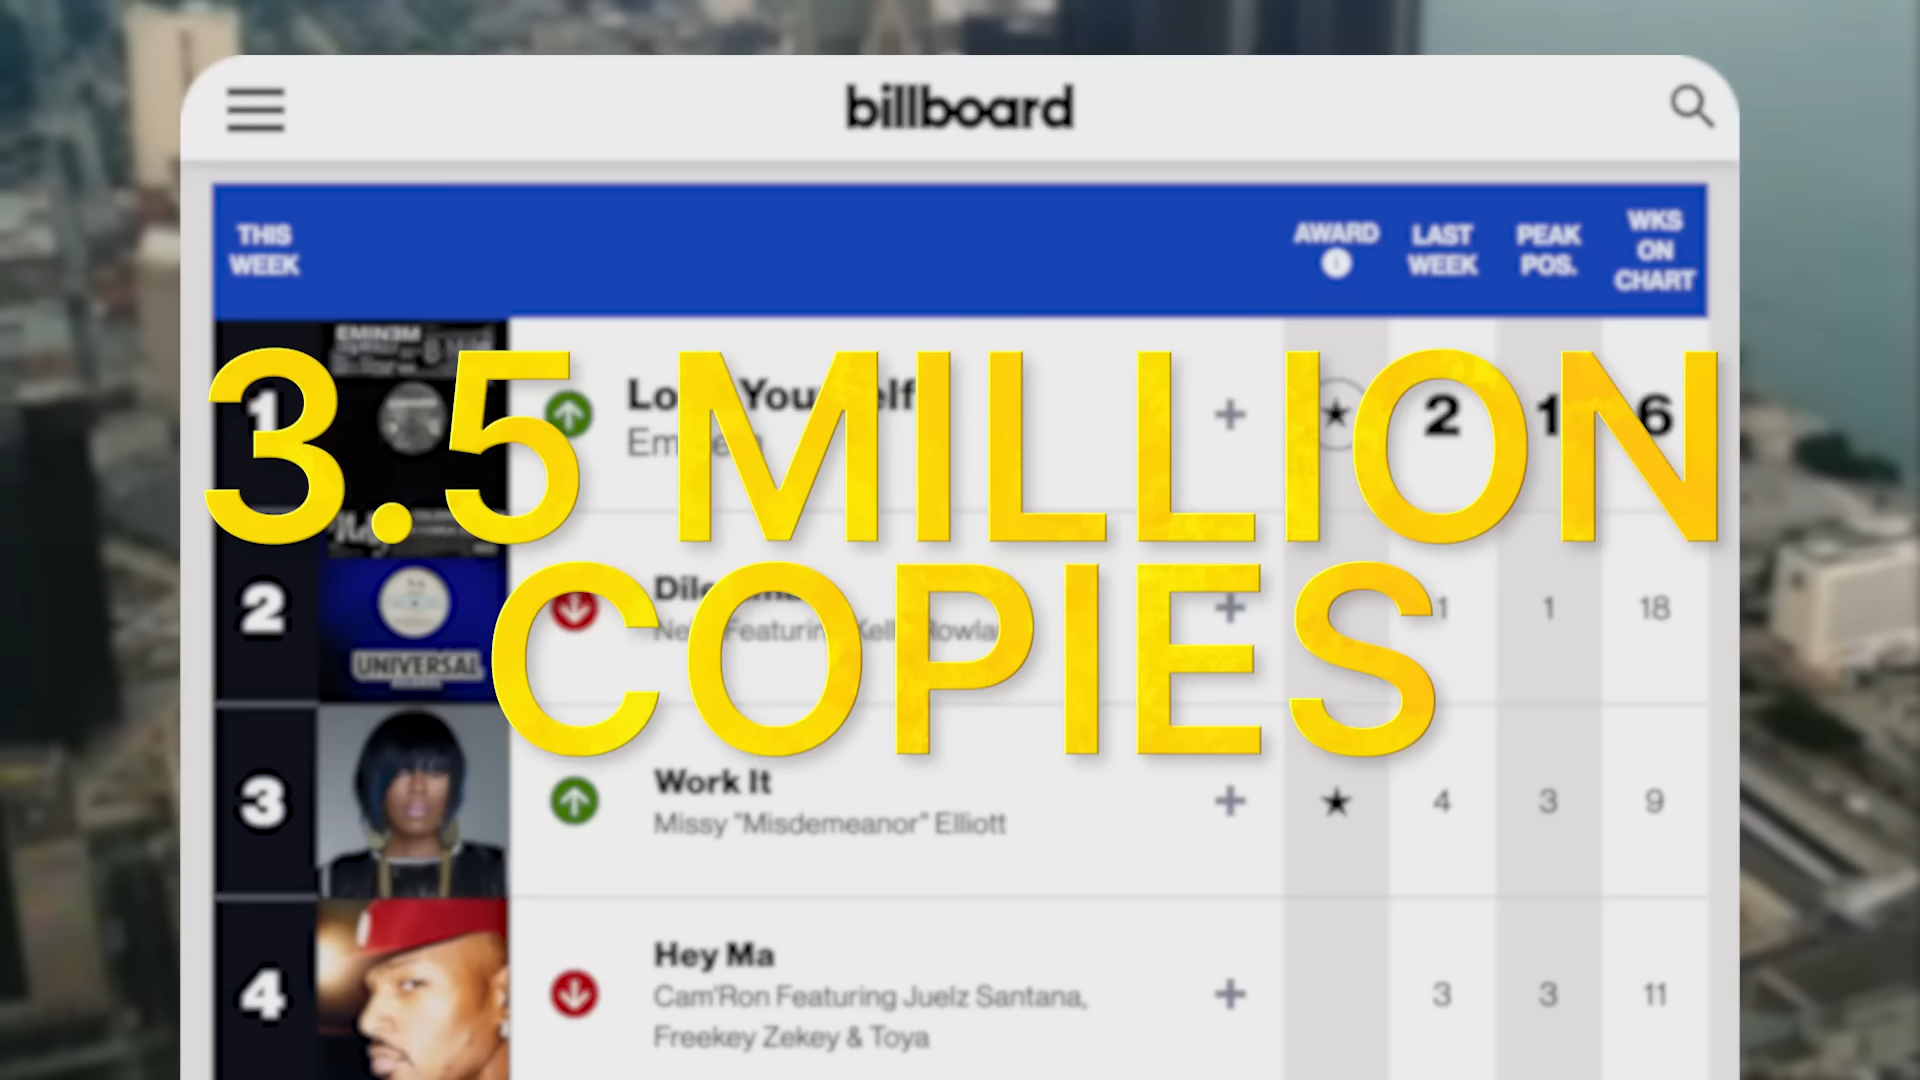 billboard
THIS
WEEK
AWARD
LAST
WEEK
PEAK
POS.
WKS
ON
CHART
EMINEM
3.5 MILLION
COPIES
1
2
1
6
2
UNIVERSAL
Featuring
1
1
18
3
Work It
Missy "Misdemeanor" Elliott
4
3
9
4
Hey Ma
Cam'Ron Featuring Juelz Santana,
Freekey Zekey & Toya
3
3
11